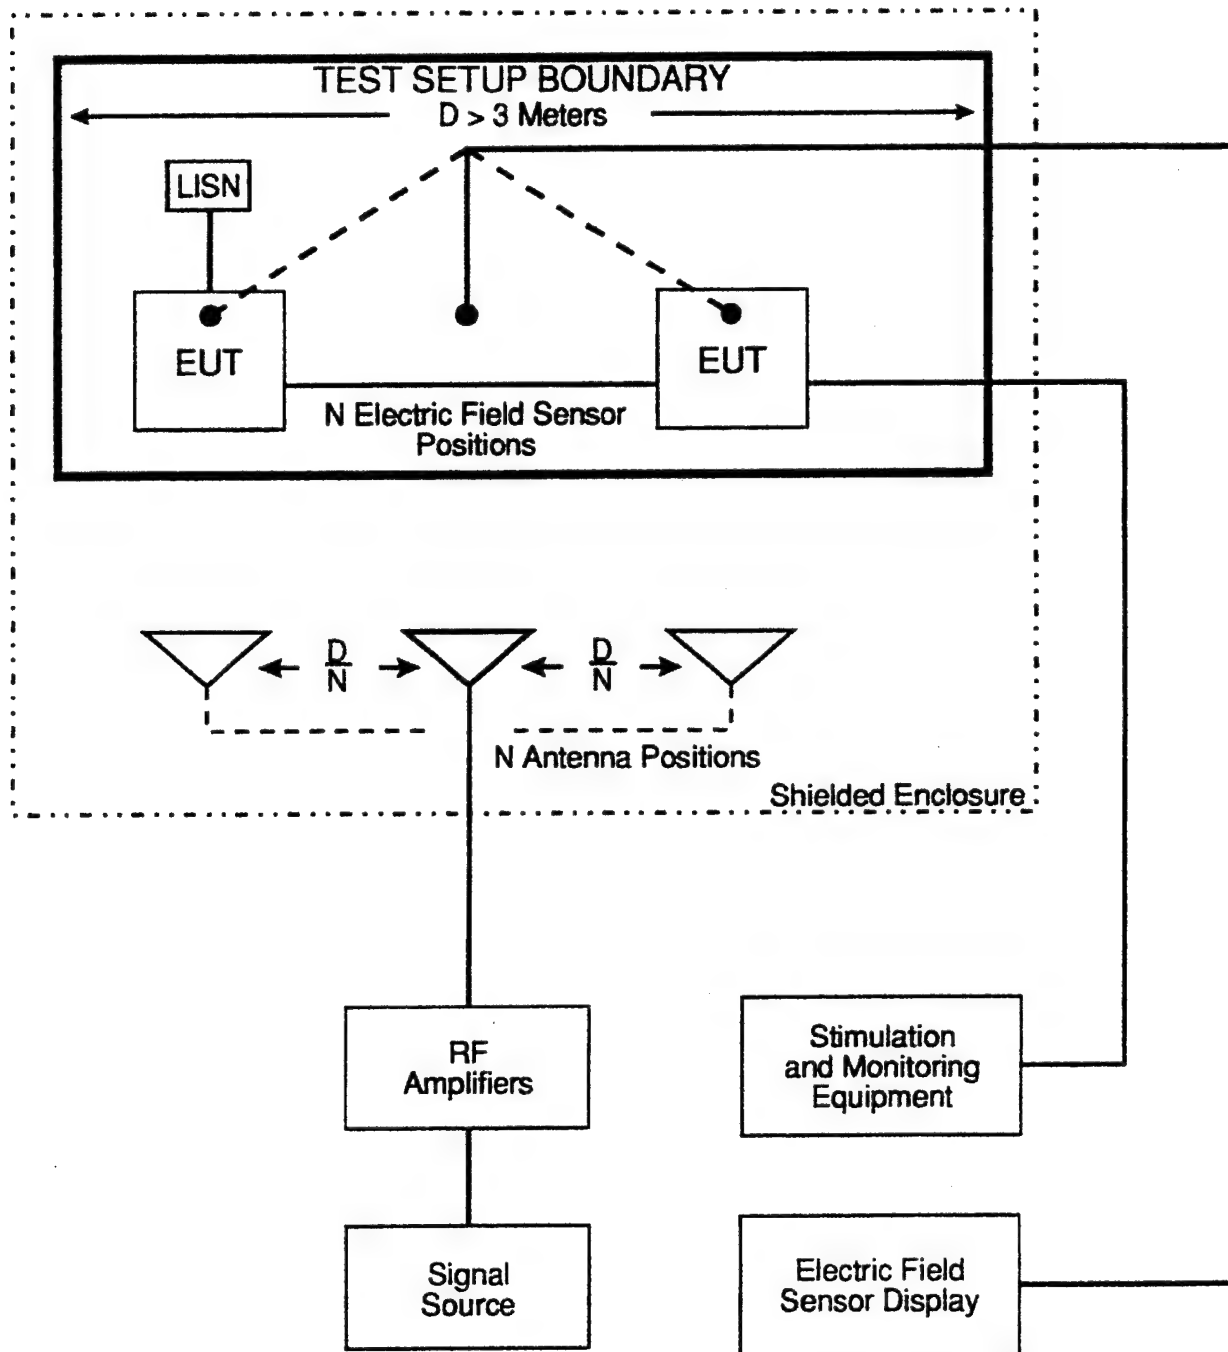 TEST SETUP BOUNDARY
D > 3 Meters
LISN
EUT
EUT
N Electric Field Sensor
Positions
D
N
D
N
N Antenna Positions
Shielded Enclosure
RF
Amplifiers
Stimulation
and Monitoring
Equipment
Signal
Source
Electric Field
Sensor Display